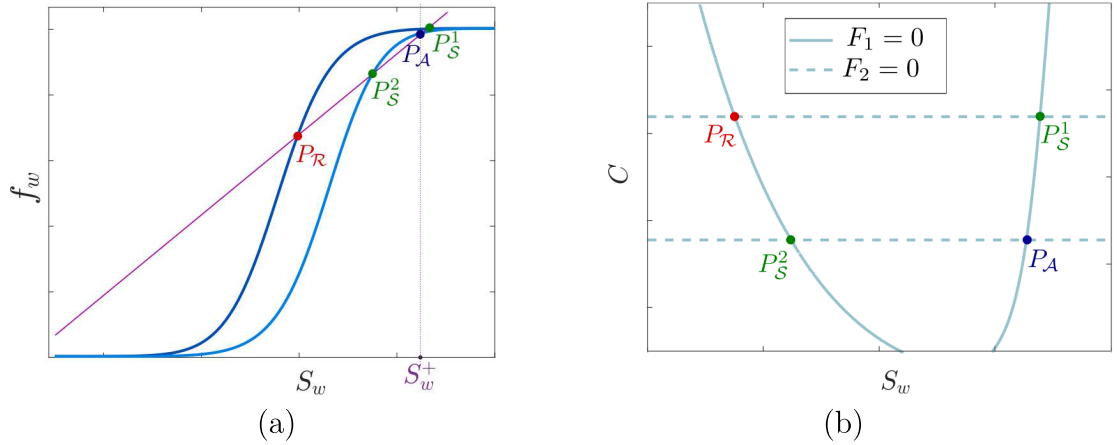 f_w
P_𝒮^1
P_𝒜
P_𝒮^2
P_ℛ
S_w
S_w^+
(a)
F_1 = 0
F_2 = 0
C
P_ℛ
P_𝒮^1
P_𝒮^2
P_𝒜
S_w
(b)